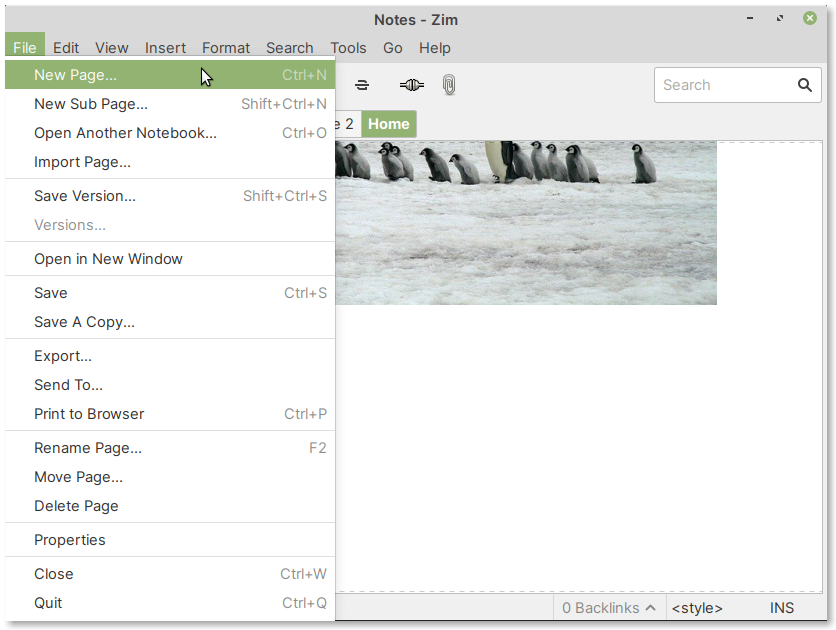 Notes - Zim
File Edit View Insert Format Search Tools Go Help
New Page... Ctrl+N
Search
New Sub Page... Shift+Ctrl+N
e 2 Home
Open Another Notebook... Ctrl+O
Import Page...
Save Version... Shift+Ctrl+S
Versions...
Open in New Window
Save Ctrl+S
Save A Copy...
Export...
Send To...
Print to Browser Ctrl+P
Rename Page... F2
Move Page...
Delete Page
Properties
Close Ctrl+W
Quit Ctrl+Q
0 Backlinks <style> INS